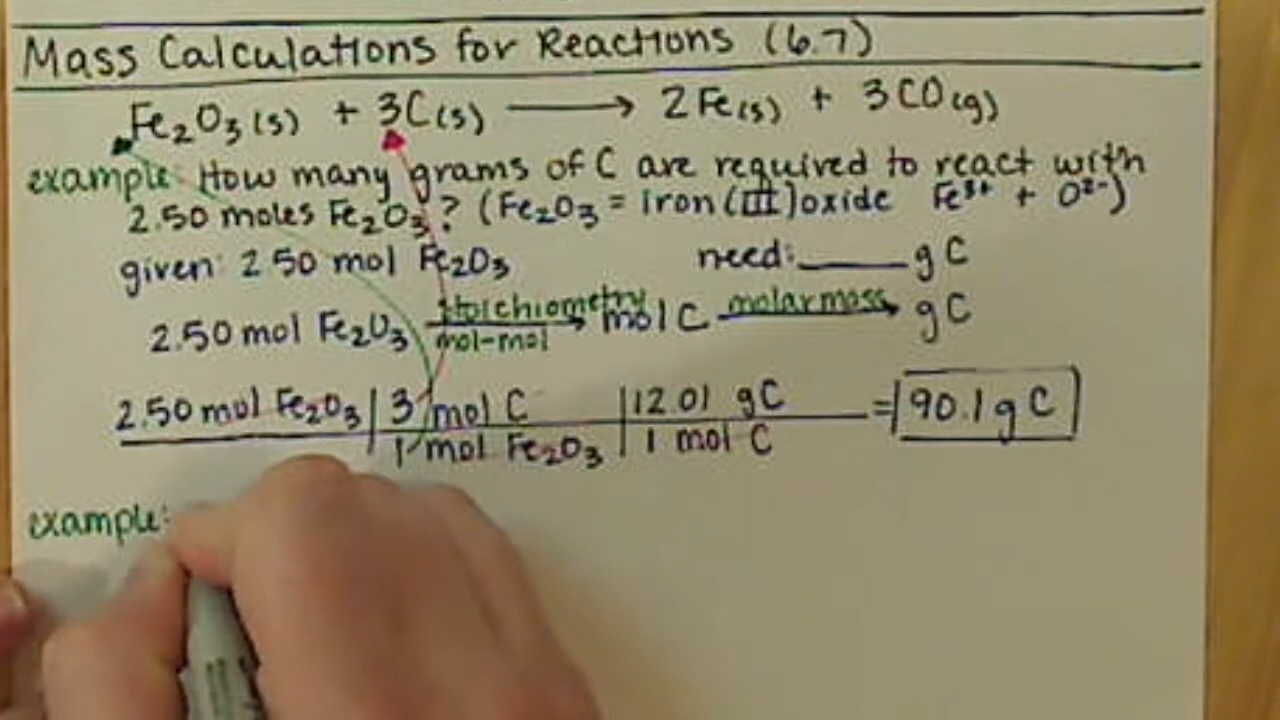 Mass Calculations for Reactions (6.7)
Fe₂O₃(s) + 3C(s) ⟶ 2Fe(s) + 3CO(g)
example: How many grams of C are required to react with
2.50 moles Fe₂O₃? (Fe₂O₃ = iron(III)oxide Fe³⁺ + O²⁻)
given: 2.50 mol Fe₂O₃ need: ____ g C
2.50 mol Fe₂O₃ stoichiometry mol-mol → mol C molar mass → g C
2.50 mol Fe₂O₃ | 3 mol C | 12.01 g C = 90.1 g C
1 mol Fe₂O₃ | 1 mol C
example: